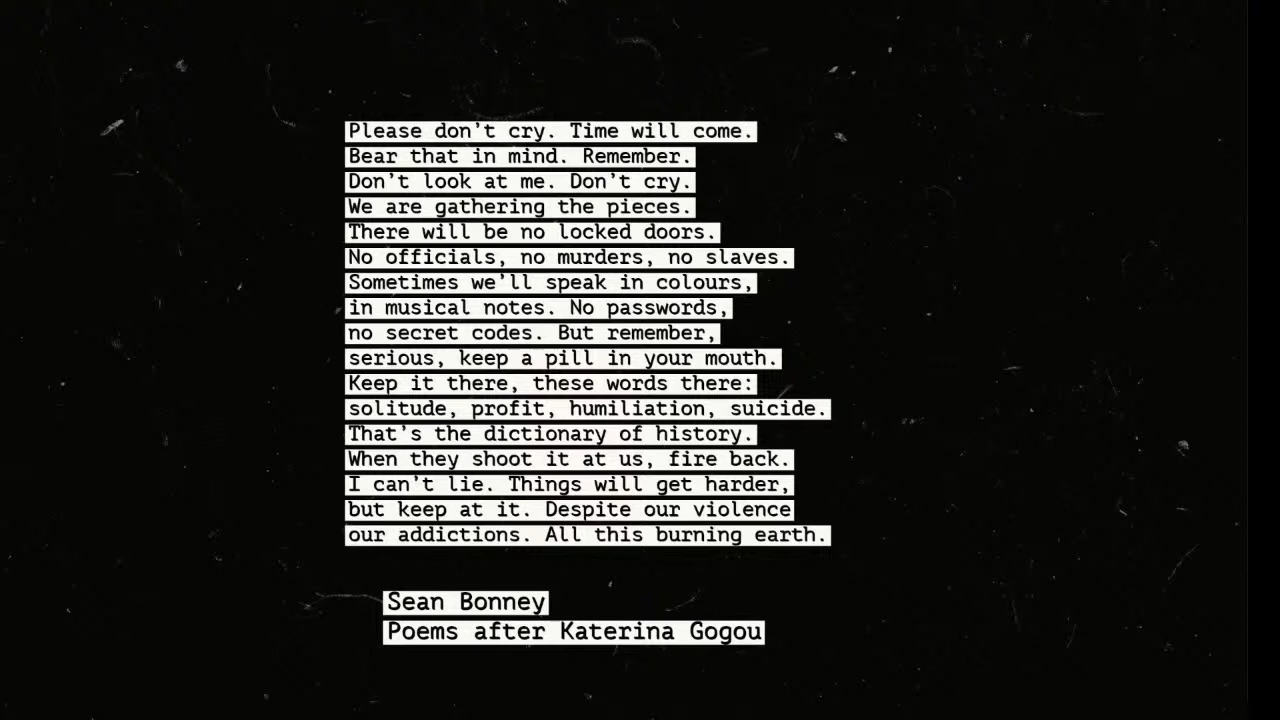 Please don't cry. Time will come.
Bear that in mind. Remember.
Don't look at me. Don't cry.
We are gathering the pieces.
There will be no locked doors.
No officials, no murders, no slaves.
Sometimes we'll speak in colours,
in musical notes. No passwords,
no secret codes. But remember,
serious, keep a pill in your mouth.
Keep it there, these words there:
solitude, profit, humiliation, suicide.
That's the dictionary of history.
When they shoot it at us, fire back.
I can't lie. Things will get harder,
but keep at it. Despite our violence
our addictions. All this burning earth.
Sean Bonney
Poems after Katerina Gogou